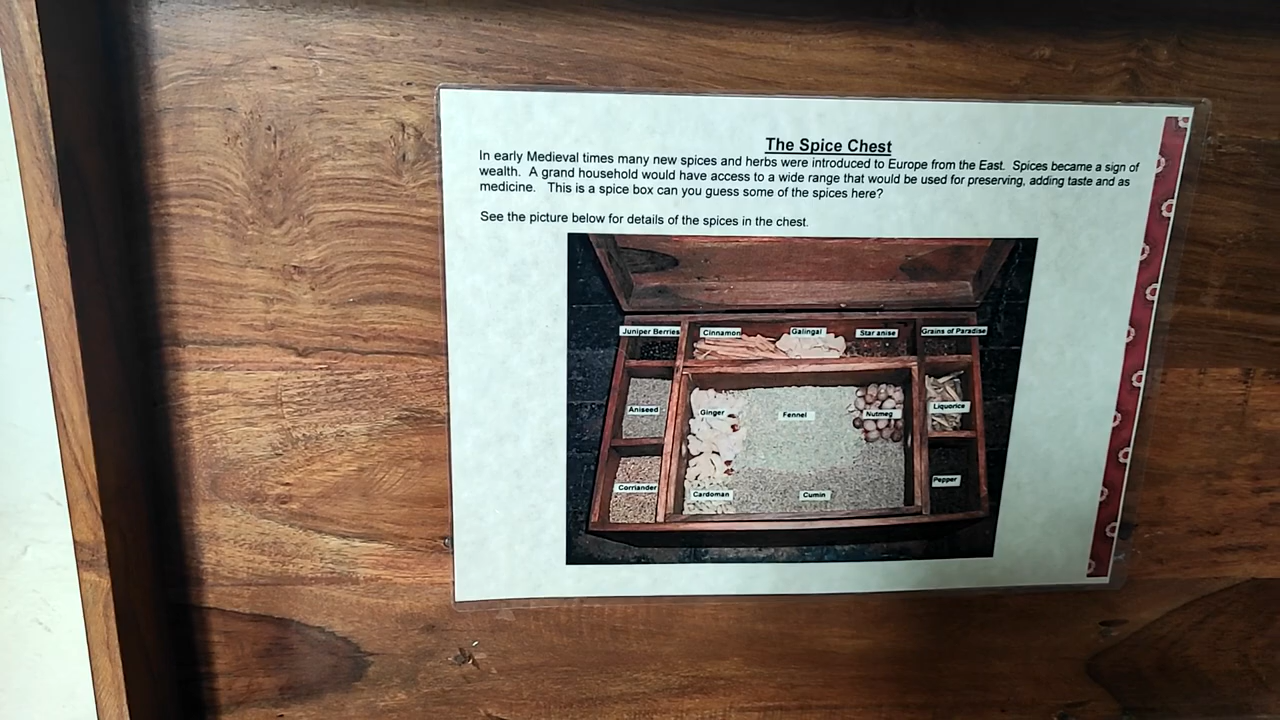 The Spice Chest
In early Medieval times many new spices and herbs were introduced to Europe from the East. Spices became a sign of
wealth. A grand household would have access to a wide range that would be used for preserving, adding taste and as
medicine. This is a spice box can you guess some of the spices here?
See the picture below for details of the spices in the chest.
Juniper Berries Cinnamon Galingal Star anise Grains of Paradise
Aniseed Ginger Fennel Nutmeg Liquorice
Corriander Cardoman Cumin Pepper